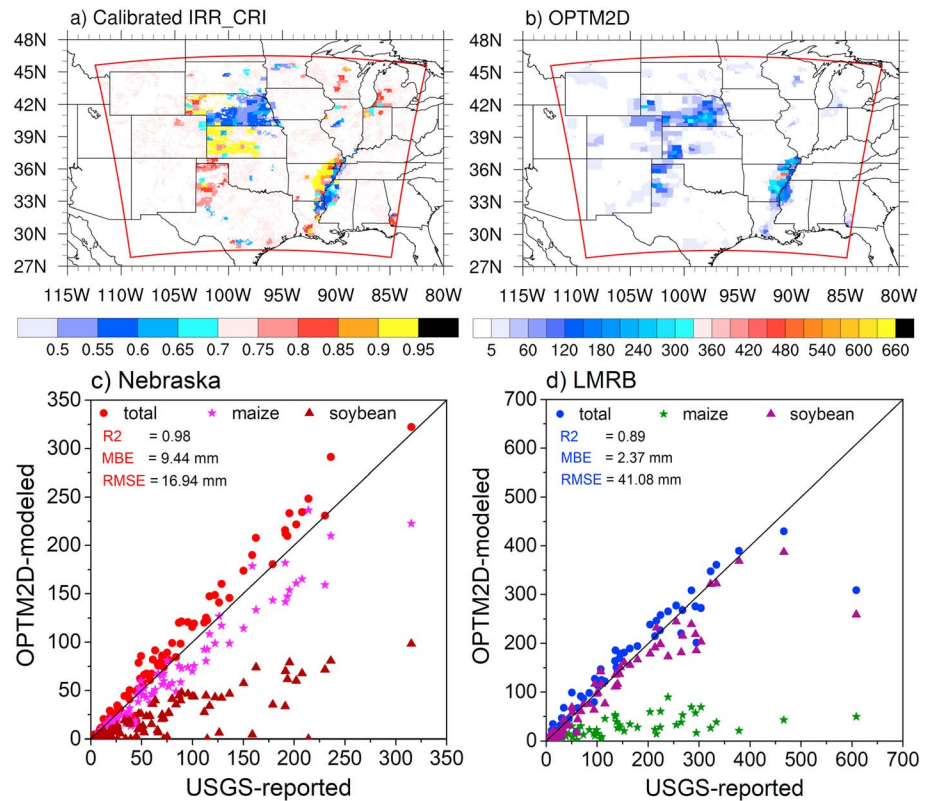 a) Calibrated IRR_CRI
48N
45N
42N
39N
36N
33N
30N
27N
115W 110W 105W 100W 95W 90W 85W 80W
0.5 0.55 0.6 0.65 0.7 0.75 0.8 0.85 0.9 0.95
b) OPTM2D
48N
45N
42N
39N
36N
33N
30N
27N
115W 110W 105W 100W 95W 90W 85W 80W
5 60 120 180 300 360 420 480 540 600 660
c) Nebraska
total maize soybean
R2 = 0.98
MBE = 9.44 mm
RMSE = 16.94 mm
350
300
250
200
150
100
50
0
OPTM2D-modeled
0 50 100 150 200 250 300 350
USGS-reported
d) LMRB
total maize soybean
R2 = 0.89
MBE = 2.37 mm
RMSE = 41.08 mm
700
600
500
400
300
200
100
0
OPTM2D-modeled
0 100 200 300 400 500 600 700
USGS-reported